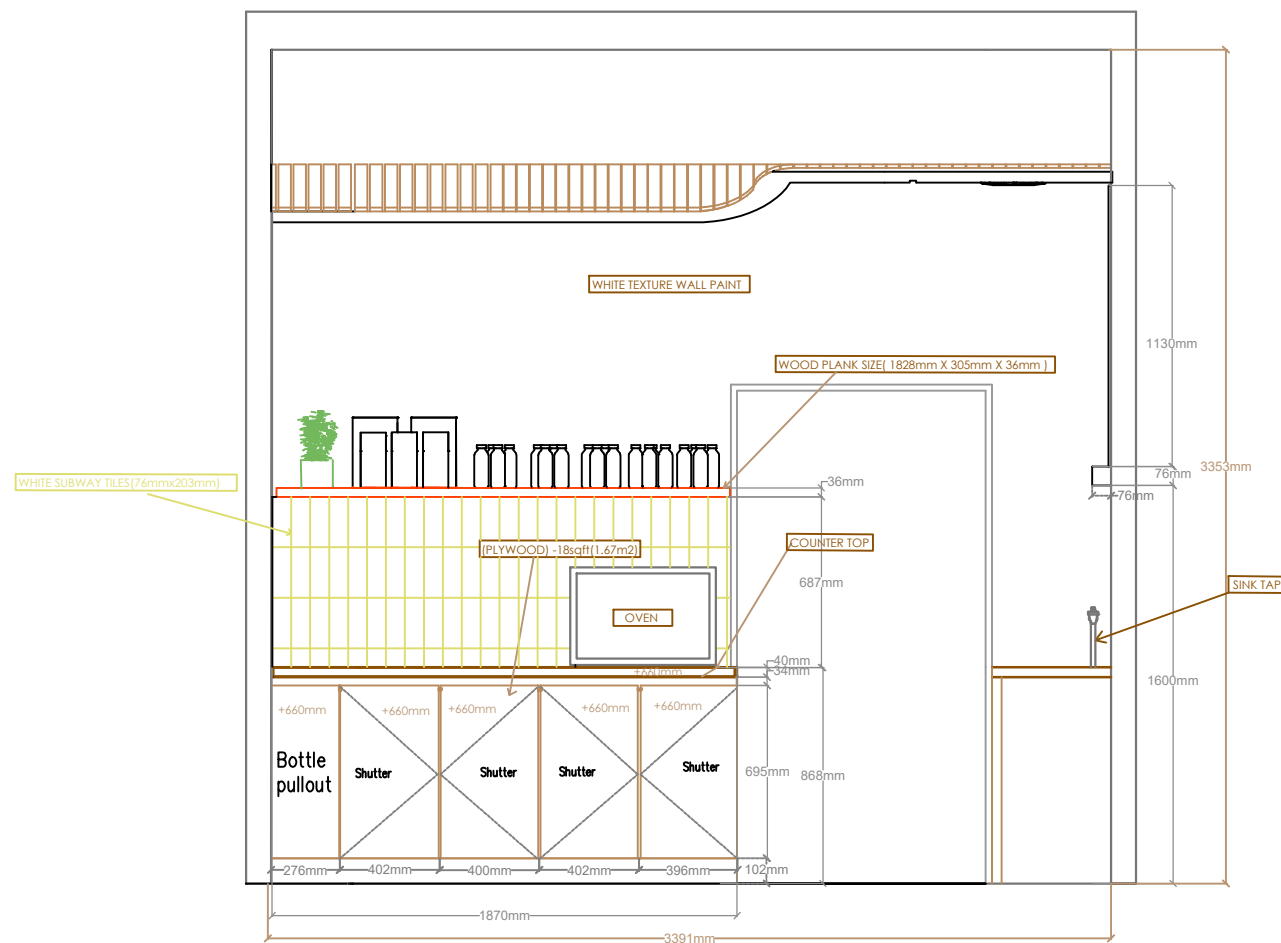 WHITE TEXTURE WALL PAINT
1130mm
WOOD PLANK SIZE( 1828mm X 305mm X 36mm )
3353mm
76mm
WHITE SUBWAY TILES(76mmx203mm)
36mm
76mm
(PLYWOOD) -18sqft(1.67m2)
COUNTER TOP
687mm
SINK TAP
OVEN
40mm
+660mm
34mm
1600mm
+660mm
+660mm
+660mm
+660mm
+660mm
Bottle
pullout
Shutter
Shutter
Shutter
Shutter
695mm
868mm
276mm
402mm
400mm
402mm
396mm
102mm
1870mm
3391mm